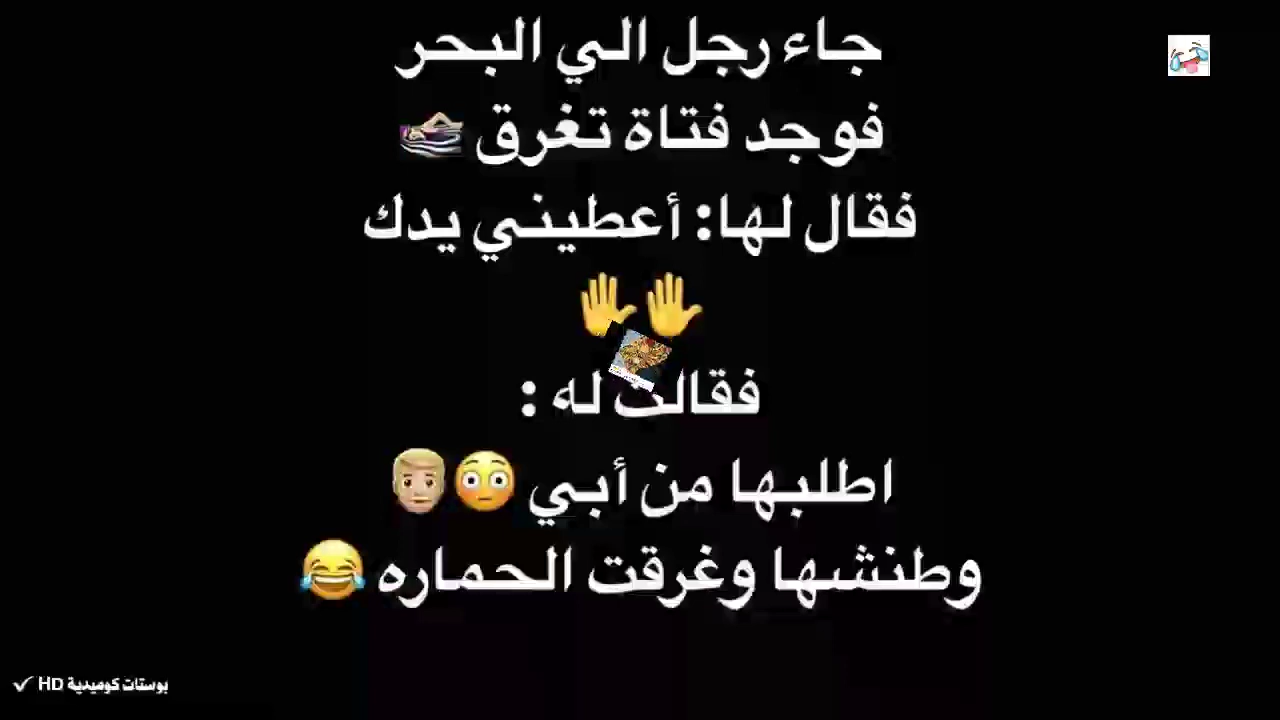 جاء رجل الي البحر
فوجد فتاة تغرق 🏊🏼
فقال لها: أعطيني يدك
✋✋
فقالت له :
اطلبها من أبي 😳👨🏼
وطنشها وغرقت الحماره 😂
بوستات كوميدية HD ✓